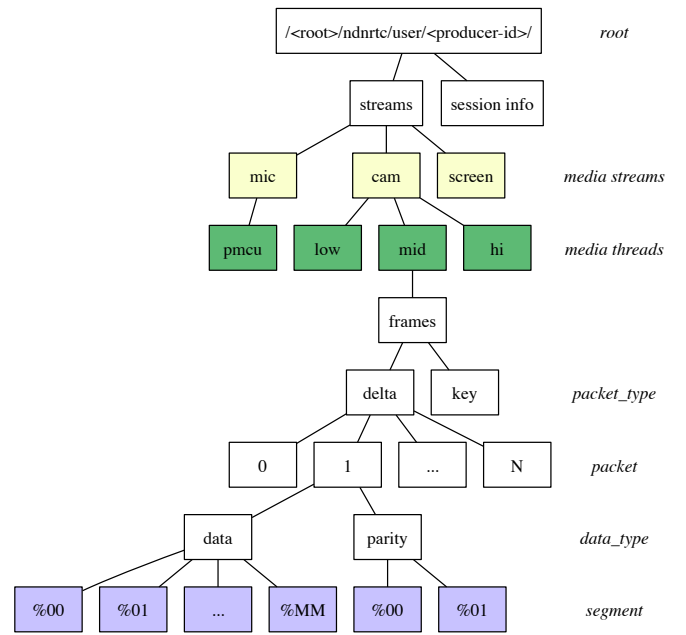 /<root>/ndnrtc/user/<producer-id>/ root
streams session info
mic cam screen media streams
pmcu low mid hi media threads
frames
delta key packet_type
0 1 ... N packet
data parity data_type
%00 %01 ... %MM %00 %01 segment